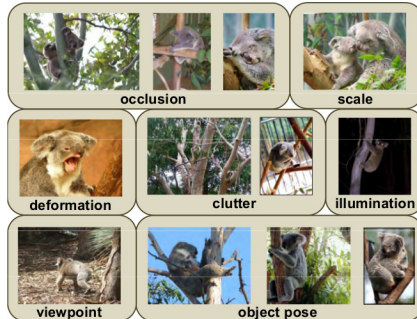 occlusion
scale
deformation
clutter
illumination
viewpoint
object pose